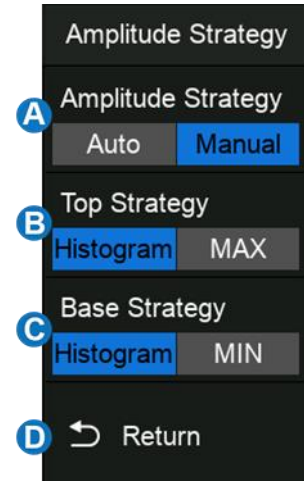 Amplitude Strategy
A Amplitude Strategy
Auto Manual
B Top Strategy
Histogram MAX
C Base Strategy
Histogram MIN
D Return